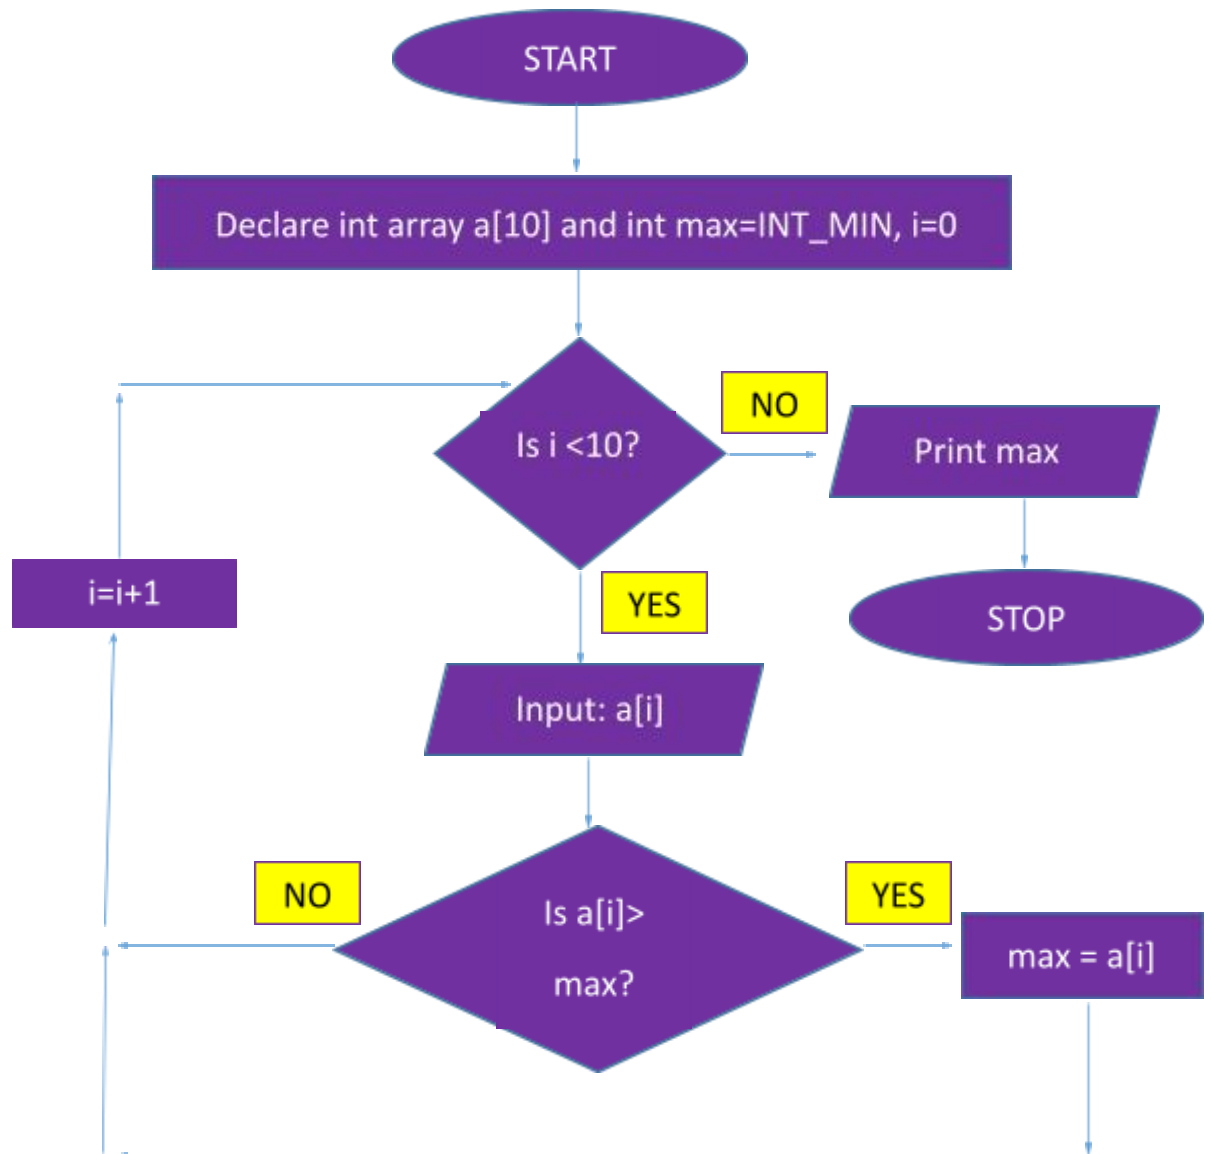 START
Declare int array a[10] and int max=INT_MIN, i=0
NO
Is i <10?
Print max
i=i+1
YES
STOP
Input: a[i]
NO
YES
Is a[i]>
max?
max = a[i]